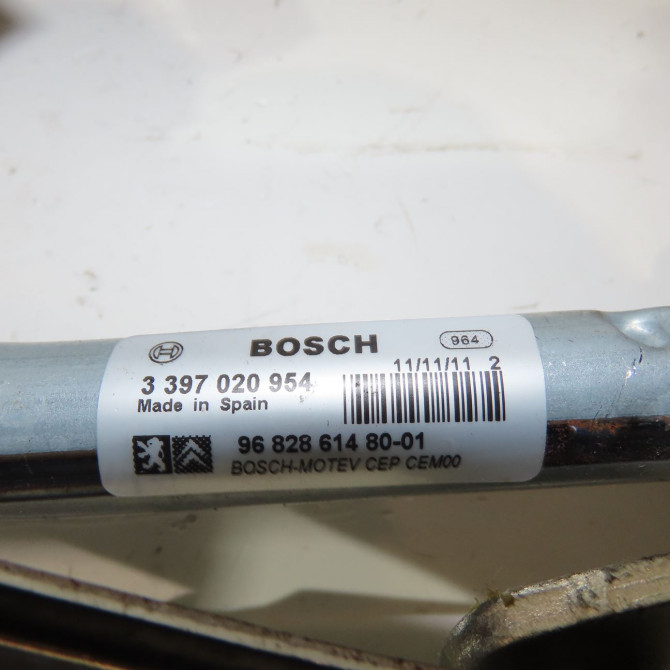 BOSCH 964
3 397 020 954 11/11/11 2
Made in Spain
96 828 614 80-01
BOSCH-MOTEV CEP CEM00